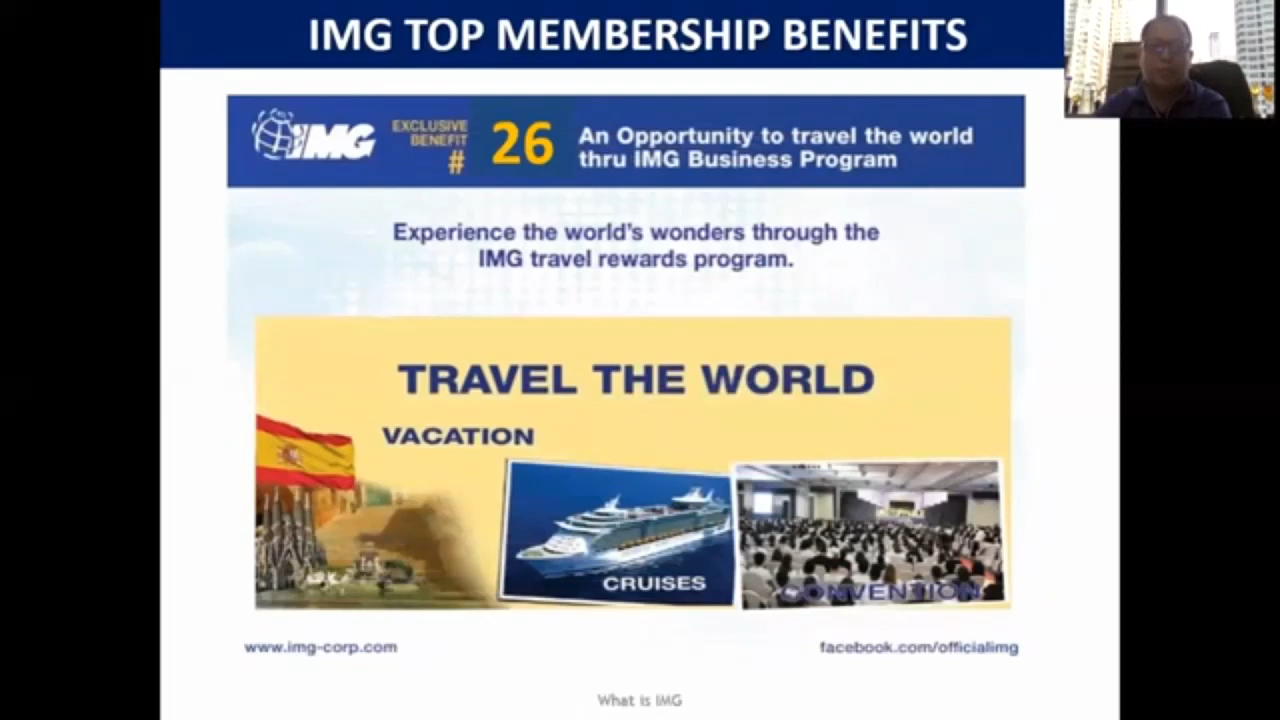 IMG TOP MEMBERSHIP BENEFITS
IMG
EXCLUSIVE
BENEFIT
#
26
An Opportunity to travel the world
thru IMG Business Program
Experience the world's wonders through the
IMG travel rewards program.
TRAVEL THE WORLD
VACATION
CRUISES
CONVENTION
www.img-corp.com
facebook.com/officialimg
What is IMG